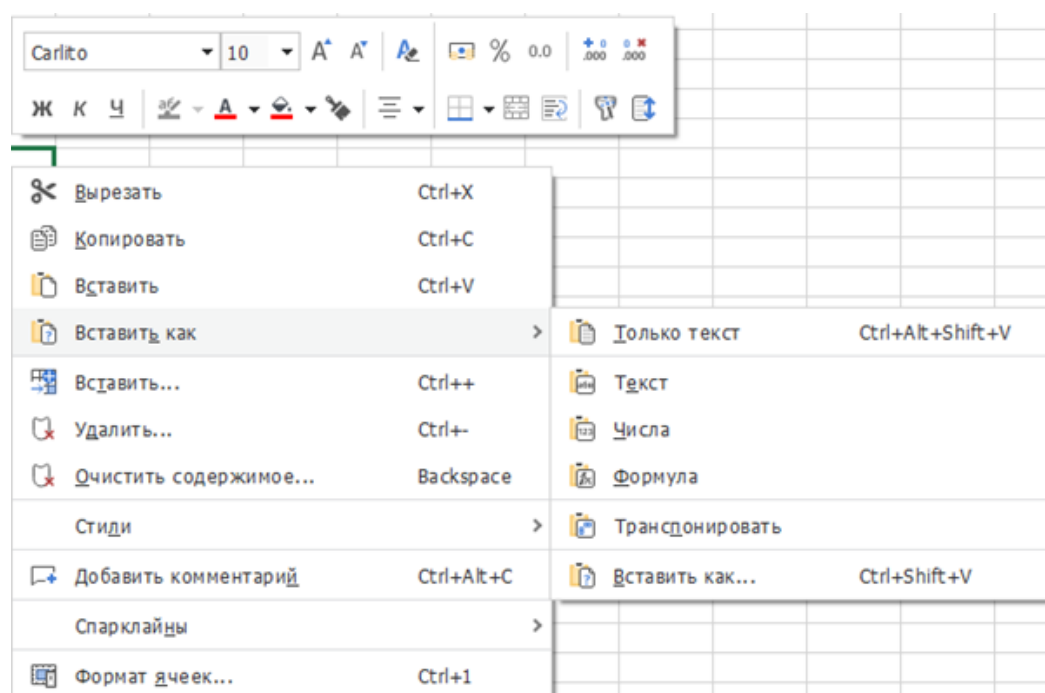 Carlito 10 A A A % 0.0 .000 .000
Ж К Ч А
Вырезать Ctrl+X
Копировать Ctrl+C
Вставить Ctrl+V
Вставить как Только текст Ctrl+Alt+Shift+V
Вставить... Ctrl++ Текст
Удалить... Ctrl+- Числа
Очистить содержимое... Backspace Формула
Стили Транспонировать
Добавить комментарий Ctrl+Alt+C Вставить как... Ctrl+Shift+V
Спарклайны
Формат ячеек... Ctrl+1